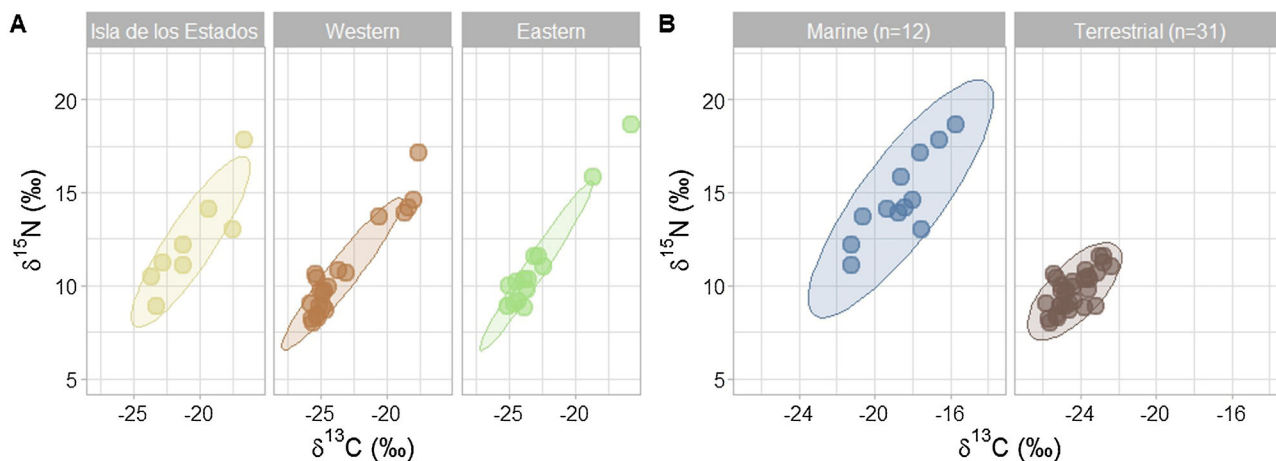 A
Isla de los Estados
Western
Eastern
20
15
10
5
δ¹⁵N (‰)
-25
-20
-25
-20
-25
-20
δ¹³C (‰)
B
Marine (n=12)
Terrestrial (n=31)
20
15
10
5
δ¹⁵N (‰)
-24
-20
-16
-24
-20
-16
δ¹³C (‰)